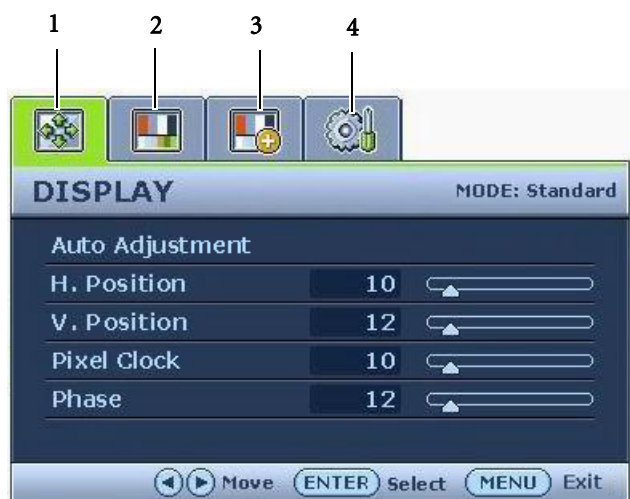 1 2 3 4
DISPLAY MODE: Standard
Auto Adjustment
H. Position 10
V. Position 12
Pixel Clock 10
Phase 12
Move ENTER Select MENU Exit